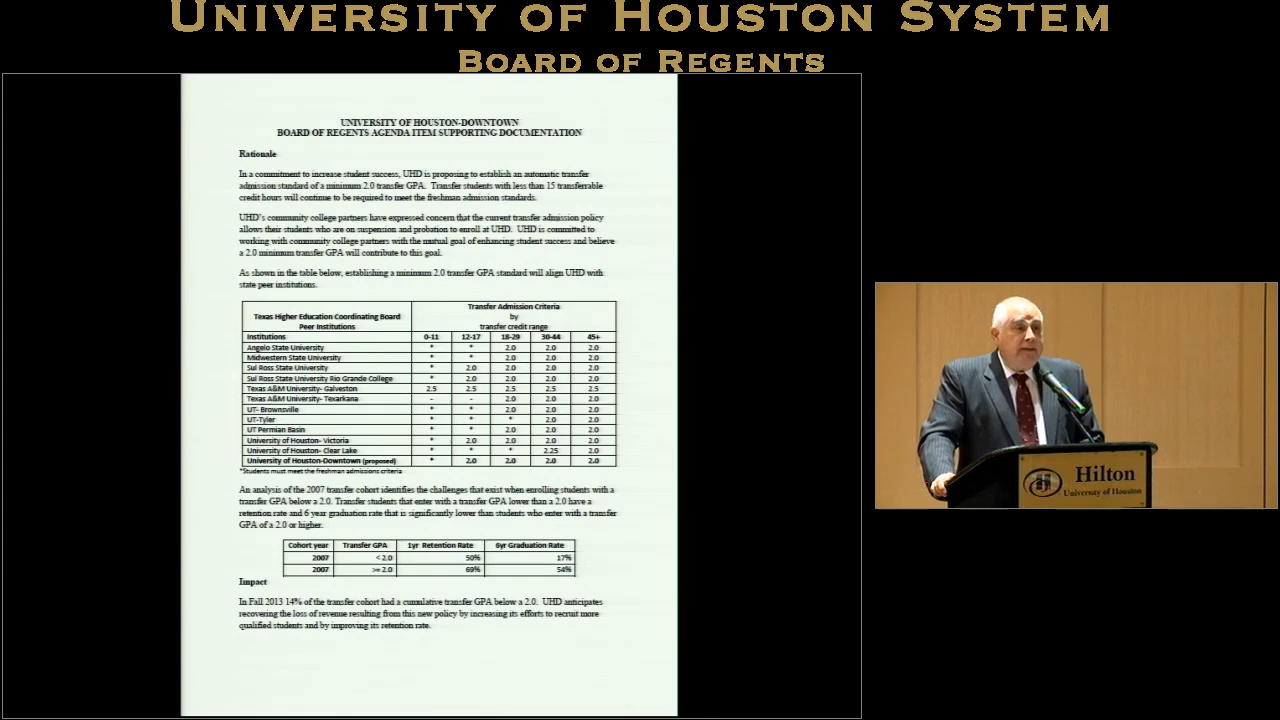 UNIVERSITY OF HOUSTON SYSTEM
BOARD OF REGENTS
UNIVERSITY OF HOUSTON-DOWNTOWN
BOARD OF REGENTS AGENDA ITEM SUPPORTING DOCUMENTATION
Rationale
In a commitment to increase student success, UHD is proposing to establish an automatic transfer
admission standard of a minimum 2.0 transfer GPA. Transfer students with less than 15 transferrable
credit hours will continue to be required to meet the freshman admission standards.
UHD's community college partners have expressed concern that the current transfer admission policy
allows their students who are on suspension and probation to enroll at UHD. UHD is committed to
working with community college partners with the mutual goal of enhancing student success and believe
a 2.0 minimum transfer GPA will contribute to this goal.
As shown in the table below, establishing a minimum 2.0 transfer GPA standard will align UHD with
state peer institutions.
Texas Higher Education Coordinating Board
Peer Institutions
Transfer Admission Criteria
by
transfer credit range
Institutions 0-11 12-17 18-29 30-44 45+
Angelo State University * * 2.0 2.0 2.0
Midwestern State University * * 2.0 2.0 2.0
Sul Ross State University * 2.0 2.0 2.0 2.0
Sul Ross State University Rio Grande College * 2.0 2.0 2.0 2.0
Texas A&M University- Galveston 2.5 2.5 2.5 2.5 2.5
Texas A&M University- Texarkana - - 2.0 2.0 2.0
UT- Brownsville * * 2.0 2.0 2.0
UT-Tyler * * * 2.0 2.0
UT Permian Basin * * 2.0 2.0 2.0
University of Houston- Victoria * 2.0 2.0 2.0 2.0
University of Houston- Clear Lake * * * 2.25 2.0
University of Houston-Downtown (proposed) * 2.0 2.0 2.0 2.0
*Students must meet the freshman admissions criteria
An analysis of the 2007 transfer cohort identifies the challenges that exist when enrolling students with a
transfer GPA below a 2.0. Transfer students that enter with a transfer GPA lower than a 2.0 have a
retention rate and 6 year graduation rate that is significantly lower than students who enter with a transfer
GPA of a 2.0 or higher.
Cohort year Transfer GPA 1yr Retention Rate 6yr Graduation Rate
2007 < 2.0 50% 17%
2007 >= 2.0 69% 54%
Impact
In Fall 2013 14% of the transfer cohort had a cumulative transfer GPA below a 2.0. UHD anticipates
recovering the loss of revenue resulting from this new policy by increasing its efforts to recruit more
qualified students and by improving its retention rate.
Hilton
University of Houston